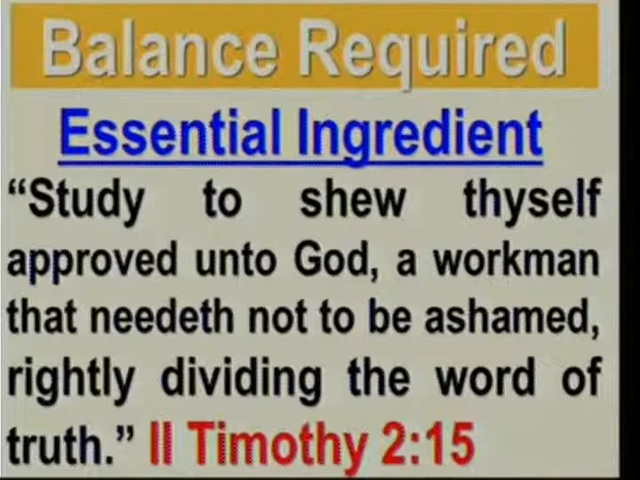 Balance Required
Essential Ingredient
“Study to shew thyself
approved unto God, a workman
that needeth not to be ashamed,
rightly dividing the word of
truth.” II Timothy 2:15